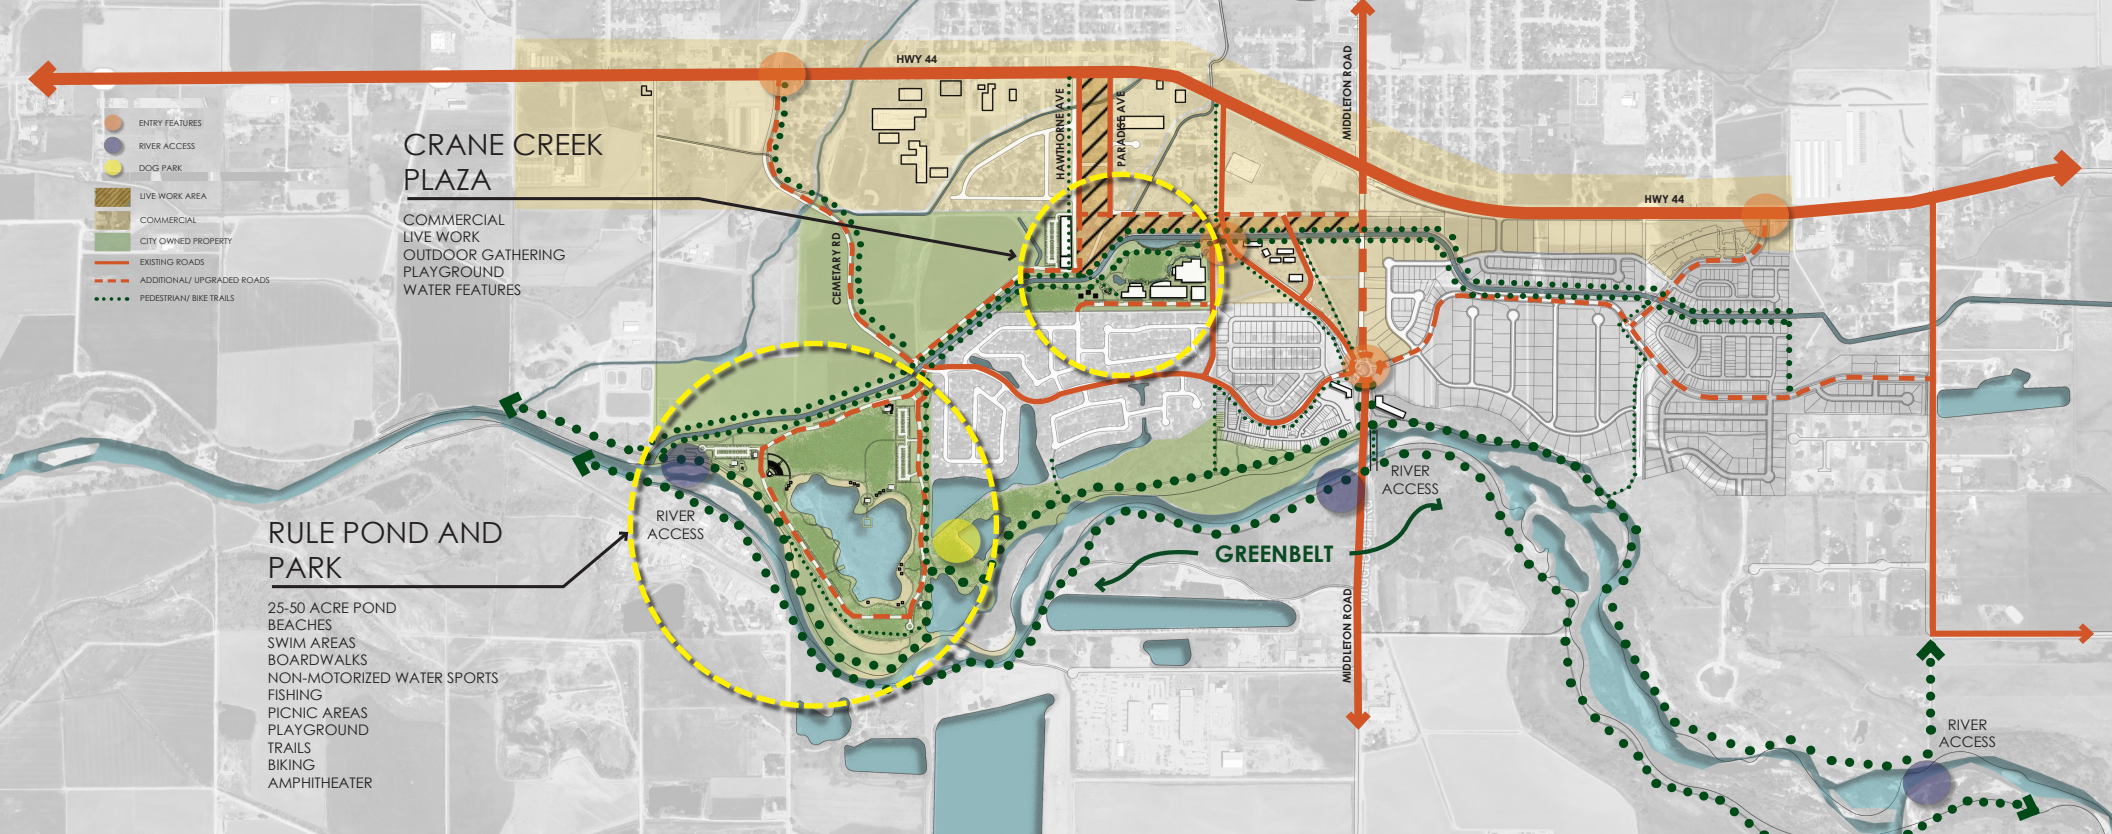 HWY 44
MIDDLETON ROAD
HAWTHORNE AVE
PARADISE AVE
ENTRY FEATURES
RIVER ACCESS
DOG PARK
LIVE WORK AREA
COMMERCIAL
CITY OWNED PROPERTY
EXISTING ROADS
ADDITIONAL/ UPGRADED ROADS
PEDESTRIAN/ BIKE TRAILS
CRANE CREEK
PLAZA
COMMERCIAL
LIVE WORK
OUTDOOR GATHERING
PLAYGROUND
WATER FEATURES
CEMETARY RD
HWY 44
RIVER
ACCESS
RIVER
ACCESS
GREENBELT
RULE POND AND
PARK
25-50 ACRE POND
BEACHES
SWIM AREAS
BOARDWALKS
NON-MOTORIZED WATER SPORTS
FISHING
PICNIC AREAS
PLAYGROUND
TRAILS
BIKING
AMPHITHEATER
MIDDLETON ROAD
RIVER
ACCESS